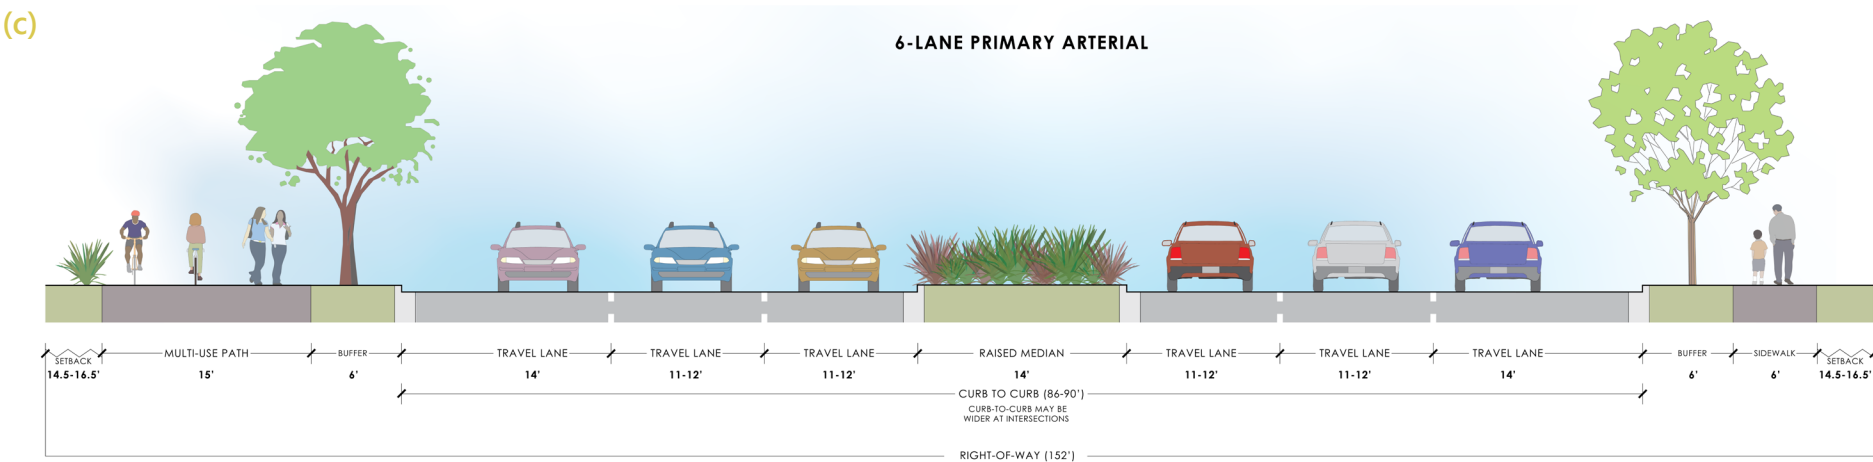 (c)
6-LANE PRIMARY ARTERIAL
SETBACK MULTI-USE PATH BUFFER TRAVEL LANE TRAVEL LANE TRAVEL LANE RAISED MEDIAN TRAVEL LANE TRAVEL LANE TRAVEL LANE BUFFER SIDEWALK SETBACK
14.5-16.5' 15' 6' 14' 11-12' 11-12' 14' 11-12' 11-12' 14' 6' 6' 14.5-16.5'
CURB TO CURB (86-90')
CURB-TO-CURB MAY BE
WIDER AT INTERSECTIONS
RIGHT-OF-WAY (152')